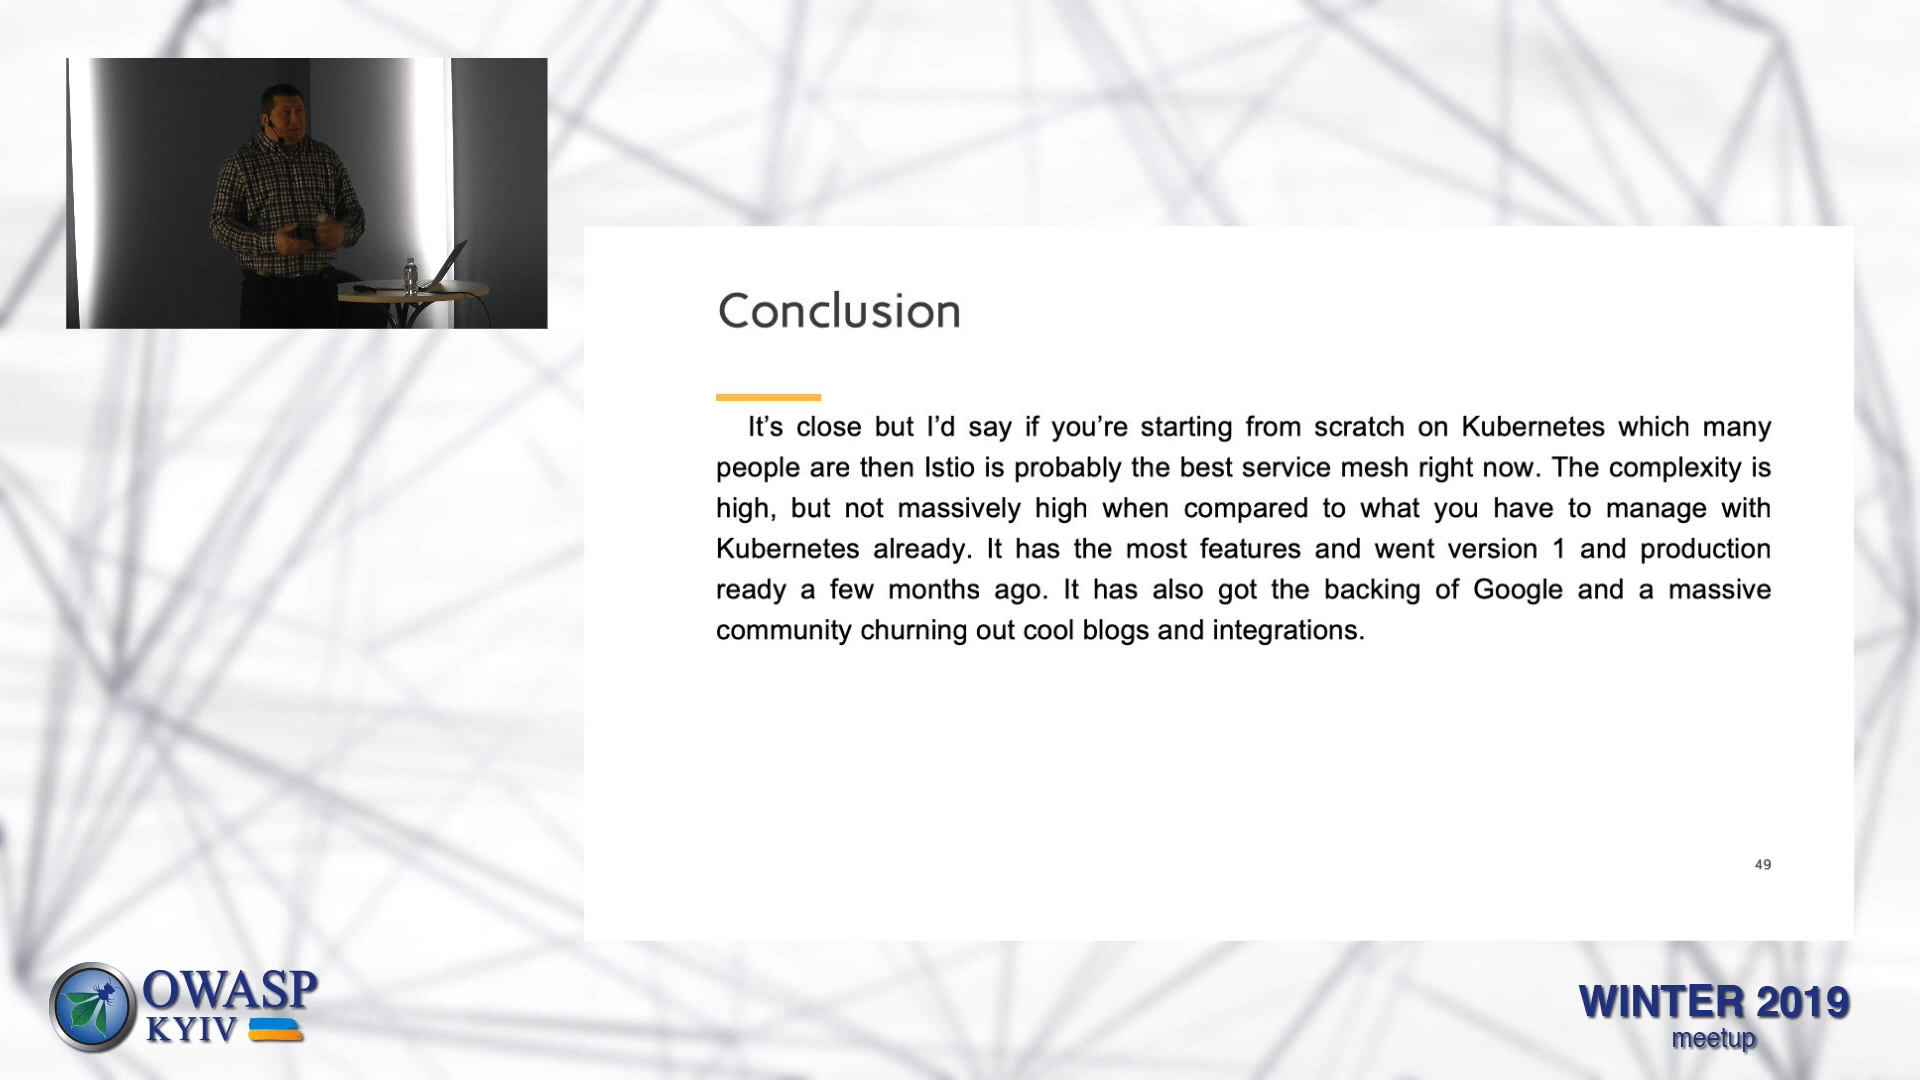 Conclusion
It’s close but I’d say if you’re starting from scratch on Kubernetes which many
people are then Istio is probably the best service mesh right now. The complexity is
high, but not massively high when compared to what you have to manage with
Kubernetes already. It has the most features and went version 1 and production
ready a few months ago. It has also got the backing of Google and a massive
community churning out cool blogs and integrations.
49
OWASP
KYIV
WINTER 2019
meetup